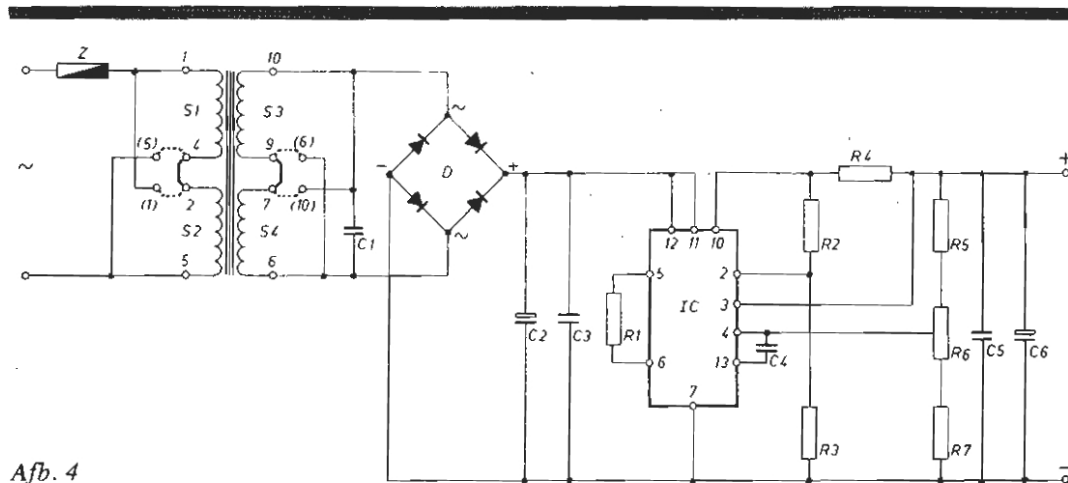 Z
1
10
S1
S3
~
(5)
4
9
(6)
(1)
2
7
(10)
S2
S4
C1
5
6
~
-
D
+
~
C2
C3
12
11
10
R4
+
R2
R5
5
2
IC
3
R1
4
C4
R6
C5
C6
6
13
7
R3
R7
-
Afb. 4